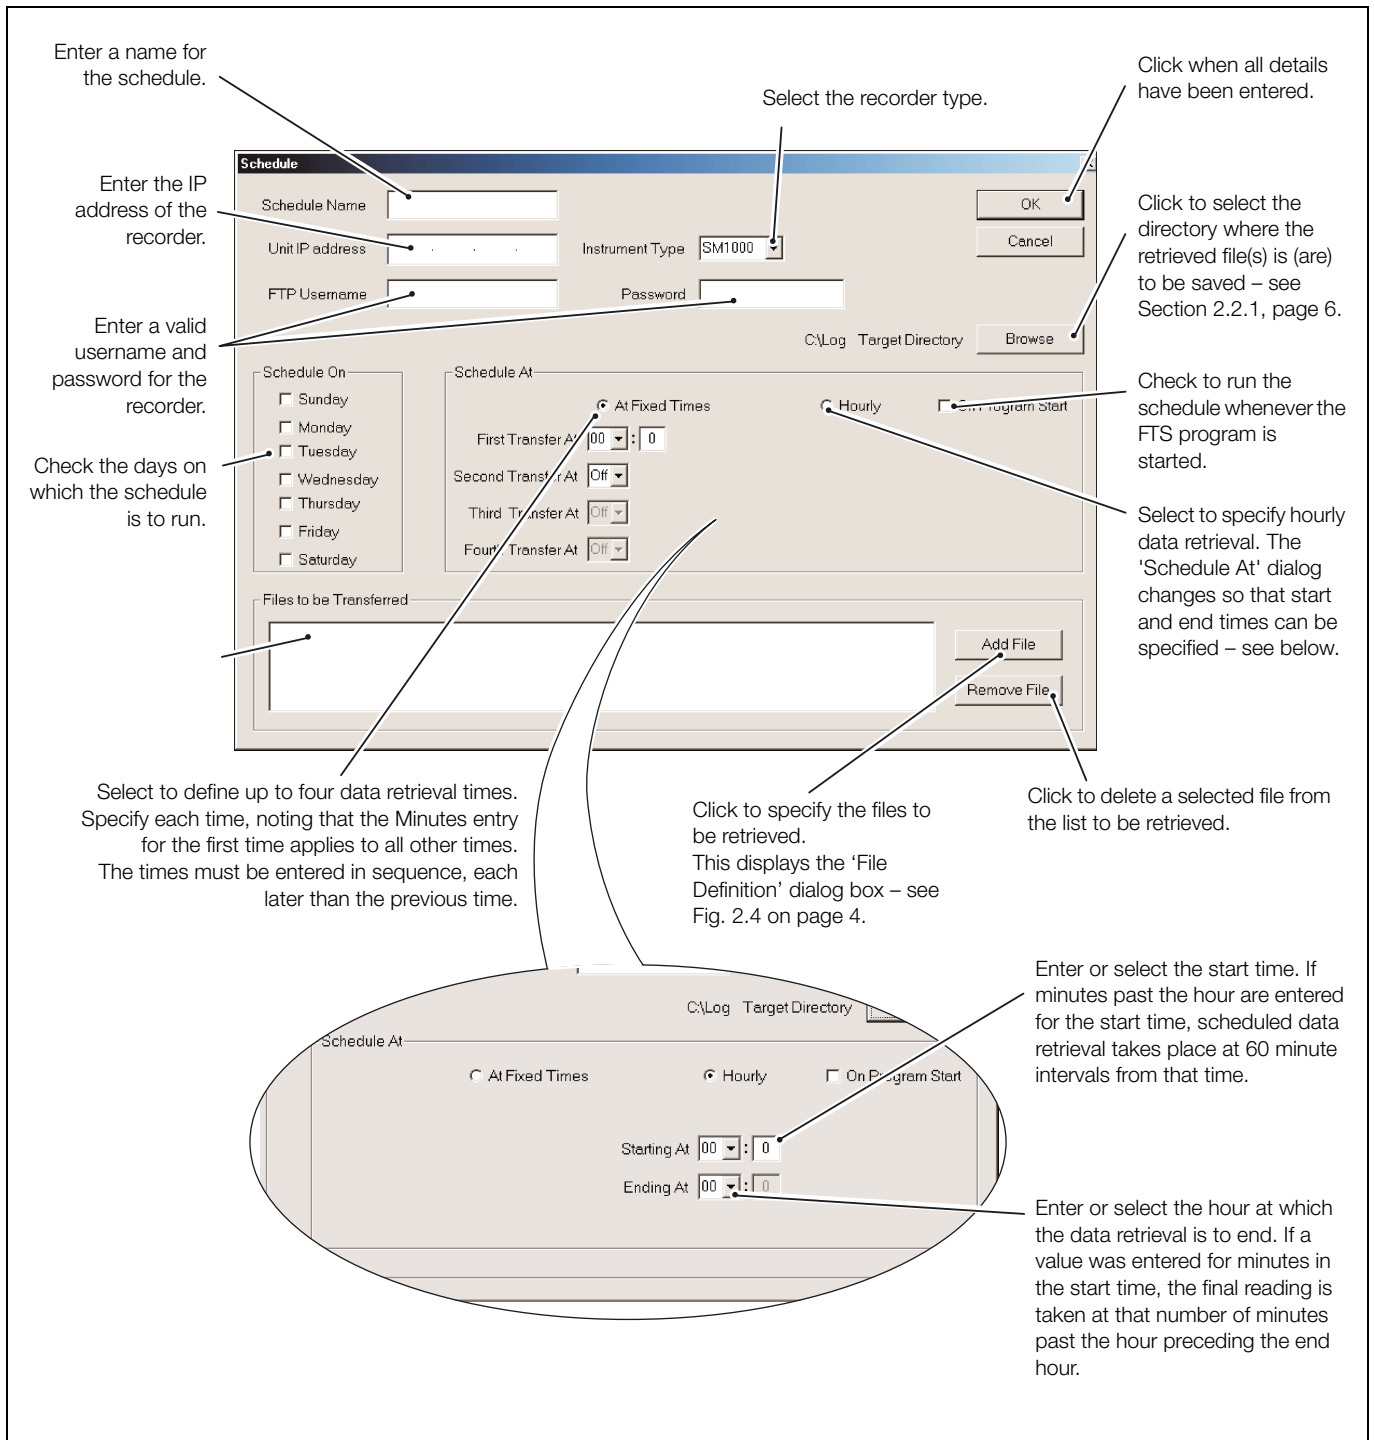 Enter a name for
the schedule.
Select the recorder type.
Click when all details
have been entered.
Enter the IP
address of the
recorder.
Enter a valid
username and
password for the
recorder.
Check the days on
which the schedule
is to run.
Schedule
Schedule Name
OK
Unit IP address . . .
Instrument Type SM1000
Cancel
FTP Username
Password
C:\Log Target Directory Browse
Schedule On
Sunday
Monday
Tuesday
Wednesday
Thursday
Friday
Saturday
Schedule At
At Fixed Times
Hourly
On Program Start
First Transfer At 00 : 0
Second Transfer At Off
Third Transfer At Off
Fourth Transfer At Off
Files to be Transferred
Add File
Remove File
Click to select the
directory where the
retrieved file(s) is (are)
to be saved – see
Section 2.2.1, page 6.
Check to run the
schedule whenever the
FTS program is
started.
Select to specify hourly
data retrieval. The
'Schedule At' dialog
changes so that start
and end times can be
specified – see below.
Select to define up to four data retrieval times.
Specify each time, noting that the Minutes entry
for the first time applies to all other times.
The times must be entered in sequence, each
later than the previous time.
Click to specify the files to
be retrieved.
This displays the ‘File
Definition’ dialog box – see
Fig. 2.4 on page 4.
Click to delete a selected file from
the list to be retrieved.
C:\Log Target Directory
Schedule At
At Fixed Times
Hourly
On Program Start
Starting At 00 : 0
Ending At 00 : 0
Enter or select the start time. If
minutes past the hour are entered
for the start time, scheduled data
retrieval takes place at 60 minute
intervals from that time.
Enter or select the hour at which
the data retrieval is to end. If a
value was entered for minutes in
the start time, the final reading is
taken at that number of minutes
past the hour preceding the end
hour.